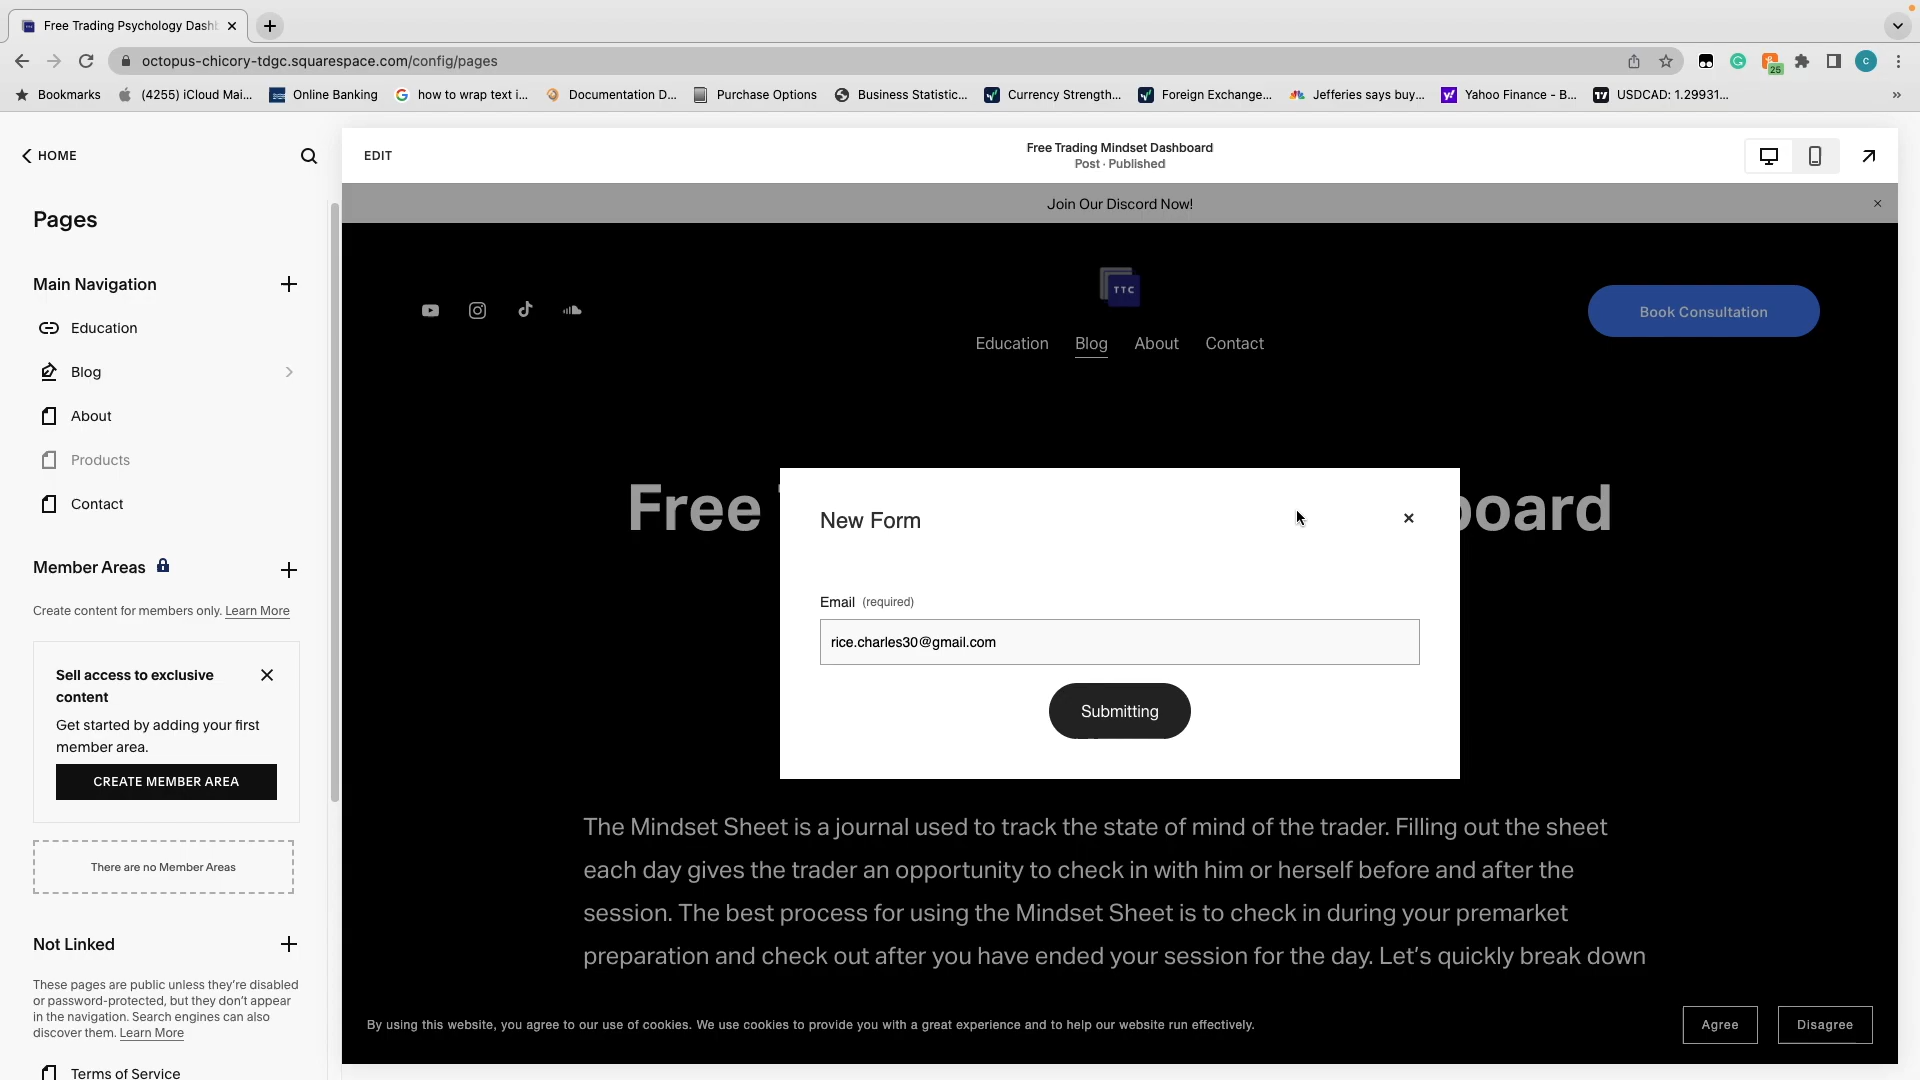 Free Trading Psychology Dashb
octopus-chicory-tdgc.squarespace.com/config/pages
25
C
Bookmarks
(4255) iCloud Mai...
Online Banking
how to wrap text i...
Documentation D...
Purchase Options
Business Statistic...
Currency Strength...
Foreign Exchange...
Jefferies says buy...
Yahoo Finance - B...
USDCAD: 1.29931...
HOME
EDIT
Free Trading Mindset Dashboard
Post · Published
Pages
Main Navigation
Education
Blog
About
Products
Contact
Member Areas
Create content for members only. Learn More
Sell access to exclusive
content
Get started by adding your first
member area.
CREATE MEMBER AREA
There are no Member Areas
Not Linked
These pages are public unless they're disabled
or password-protected, but they don't appear
in the navigation. Search engines can also
discover them. Learn More
Terms of Service
Join Our Discord Now!
TTC
Education Blog About Contact
Book Consultation
Free
board
New Form
Email (required)
rice.charles30@gmail.com
Submitting
The Mindset Sheet is a journal used to track the state of mind of the trader. Filling out the sheet
each day gives the trader an opportunity to check in with him or herself before and after the
session. The best process for using the Mindset Sheet is to check in during your premarket
preparation and check out after you have ended your session for the day. Let's quickly break down
By using this website, you agree to our use of cookies. We use cookies to provide you with a great experience and to help our website run effectively.
Agree
Disagree